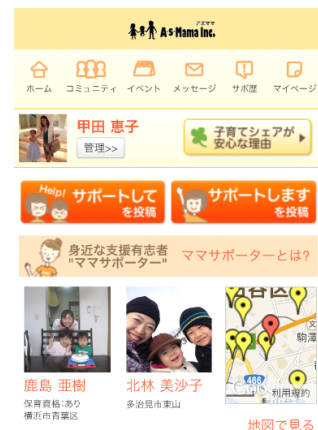 アズママ
AsMama Inc.
ホーム
コミュニティ
イベント
メッセージ
サポ歴
マイページ
甲田 恵子
管理>>
子育てシェアが
安心な理由
Help!
サポートして
を投稿
サポートします
を投稿
身近な支援有志者
"ママサポーター"
ママサポーターとは?
鹿島 亜樹
保育資格:あり
横浜市青葉区
北林 美沙子
多治見市東山
谷区
駒澤
466
Google
利用規約
地図で見る